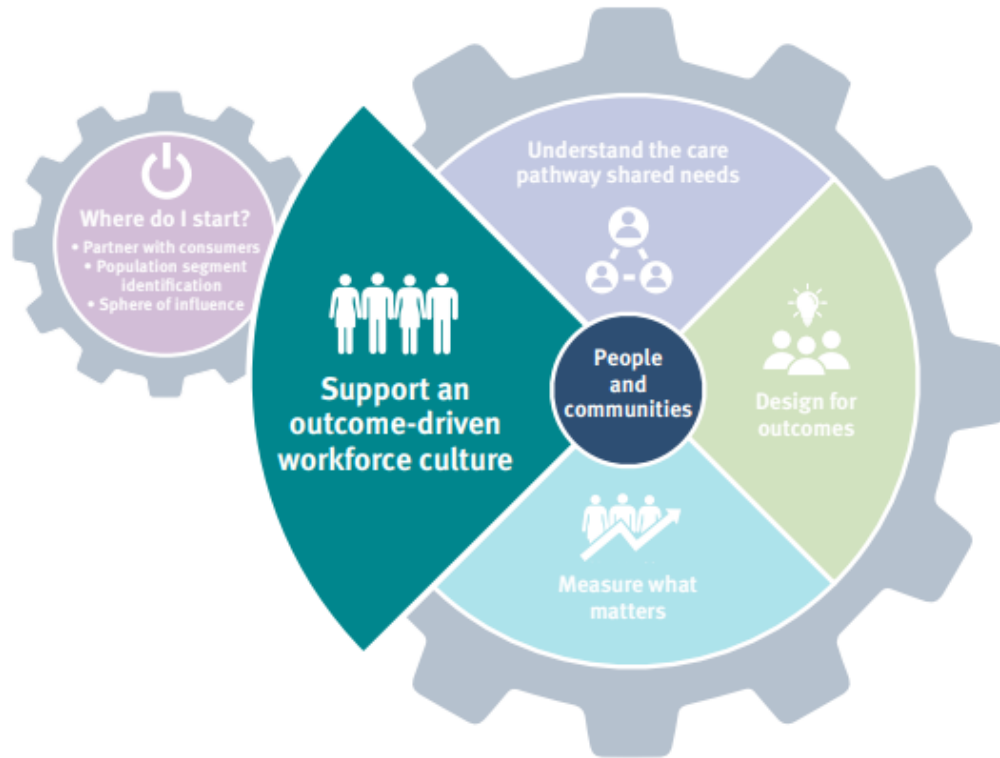 Where do I start?
• Partner with consumers
• Population segment
identification
• Sphere of influence
Support an
outcome-driven
workforce culture
Understand the care
pathway shared needs
People
and
communities
Design for
outcomes
Measure what
matters